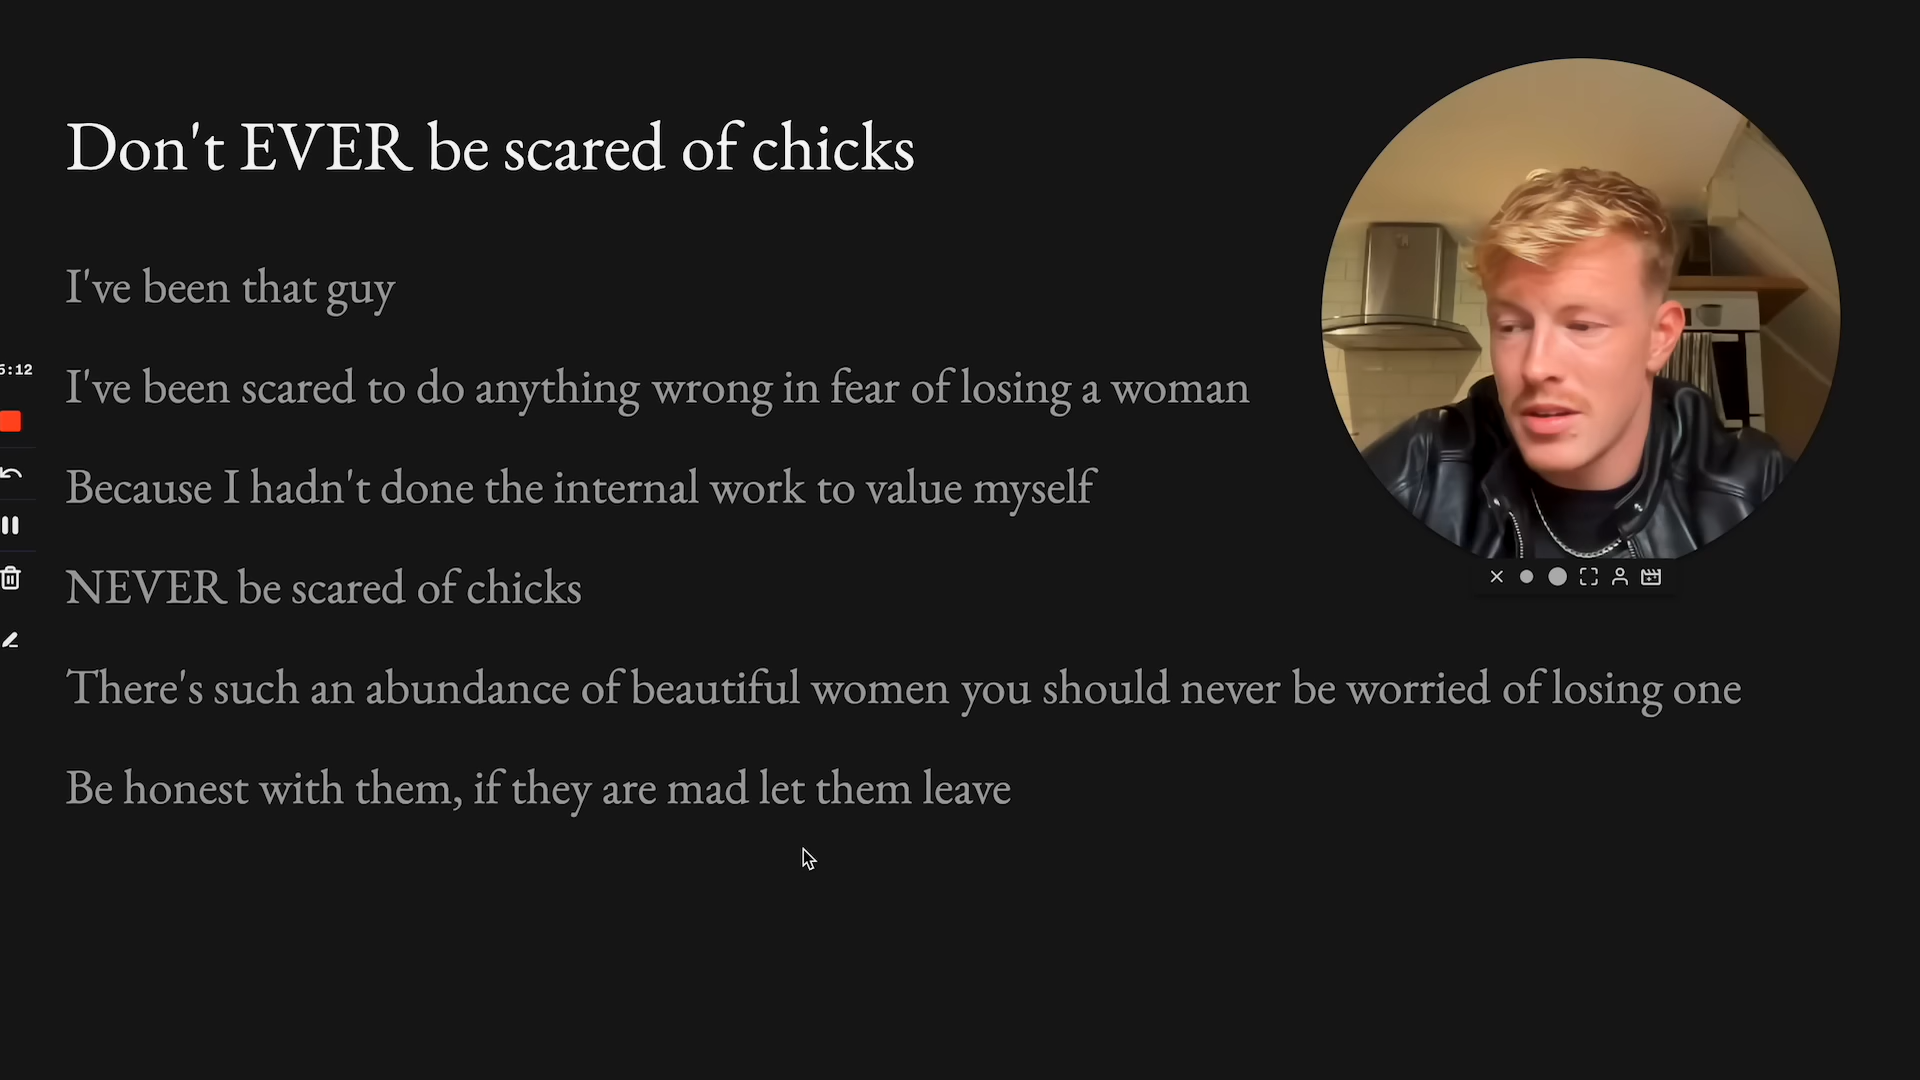 Don't EVER be scared of chicks
I've been that guy
I've been scared to do anything wrong in fear of losing a woman
Because I hadn't done the internal work to value myself
NEVER be scared of chicks
There's such an abundance of beautiful women you should never be worried of losing one
Be honest with them, if they are mad let them leave
:12